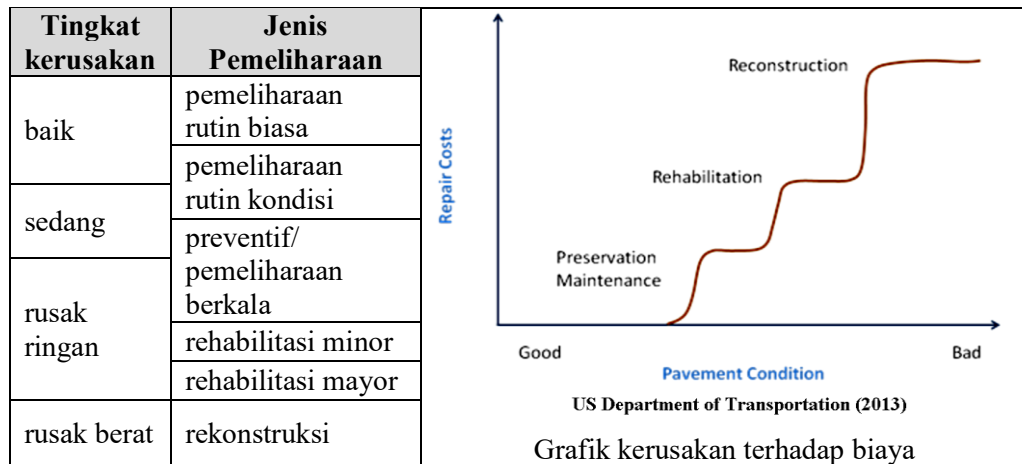 Tingkat
kerusakan
Jenis
Pemeliharaan
baik
pemeliharaan
rutin biasa
pemeliharaan
rutin kondisi
sedang
preventif/
pemeliharaan
berkala
rusak
ringan
rehabilitasi minor
rehabilitasi mayor
rusak berat
rekonstruksi
Repair Costs
Reconstruction
Rehabilitation
Preservation
Maintenance
Good
Bad
Pavement Condition
US Department of Transportation (2013)
Grafik kerusakan terhadap biaya